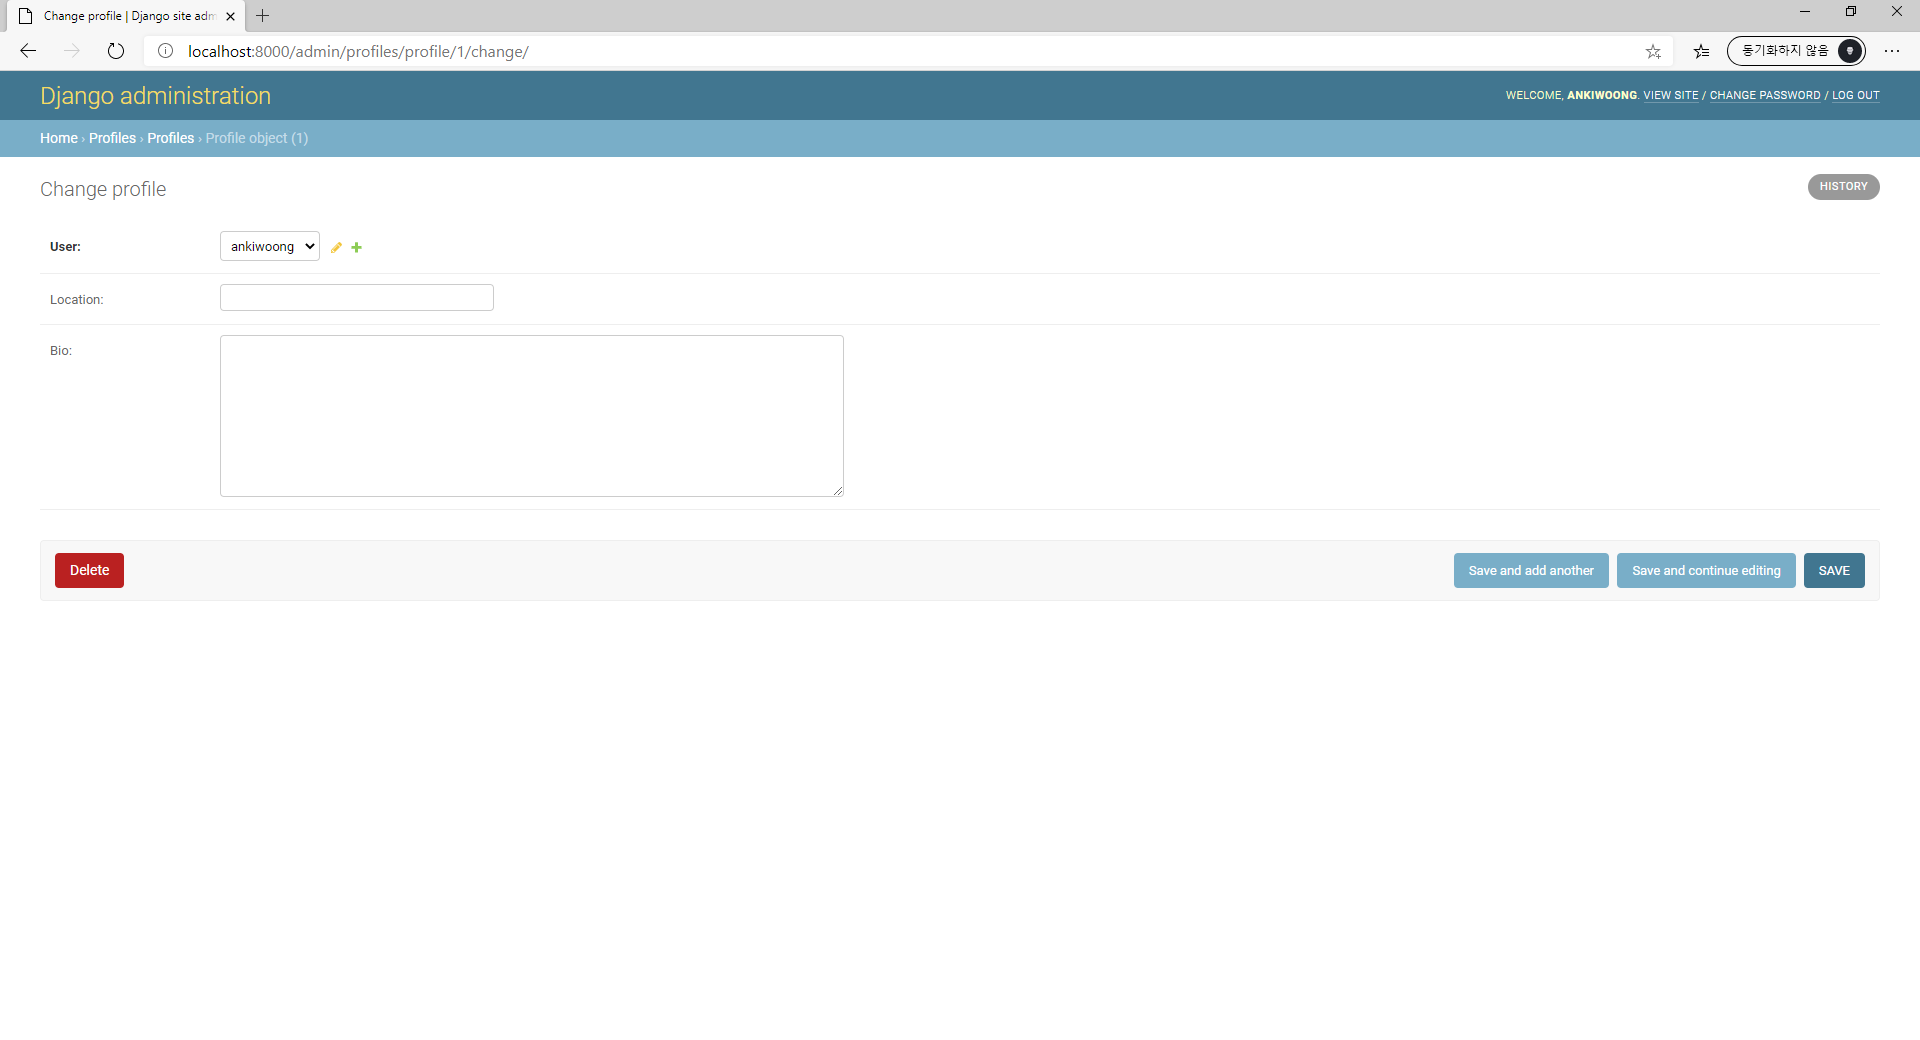 Change profile | Django site adm
localhost:8000/admin/profiles/profile/1/change/
동기화하지 않음
Django administration
WELCOME, ANKIWOONG. VIEW SITE / CHANGE PASSWORD / LOG OUT
Home › Profiles › Profiles › Profile object (1)
Change profile
HISTORY
User:
ankiwoong
Location:
Bio:
Delete
Save and add another
Save and continue editing
SAVE